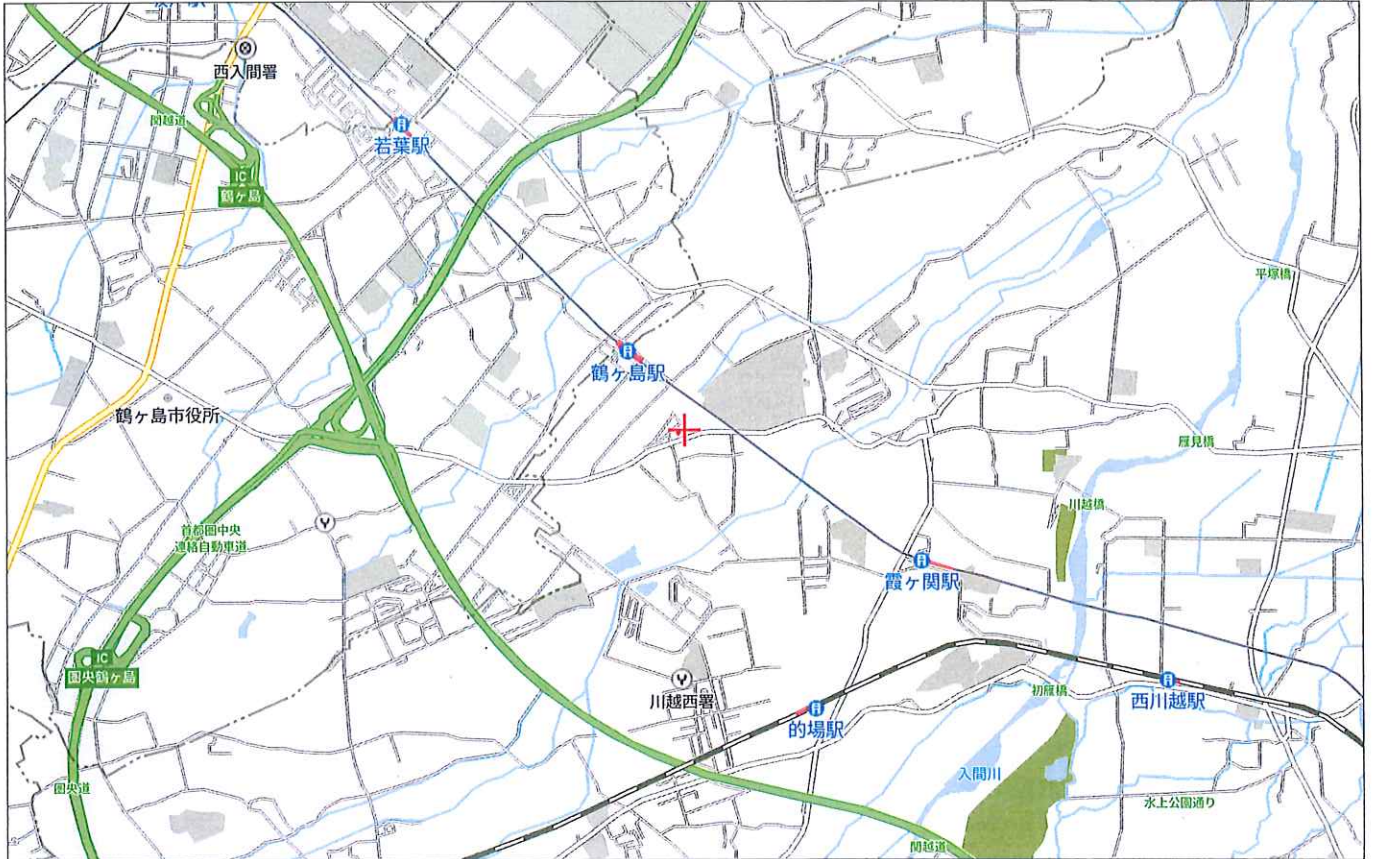 西入間署
関越道
若葉駅
IC
鶴ヶ島
平塚橋
鶴ヶ島駅
鶴ヶ島市役所
雁見橋
川越橋
首都圏中央
連絡自動車道
霞ヶ関駅
IC
圏央鶴ヶ島
川越西署
初雁橋
西川越駅
的場駅
入間川
圏央道
水上公園通り
関越道